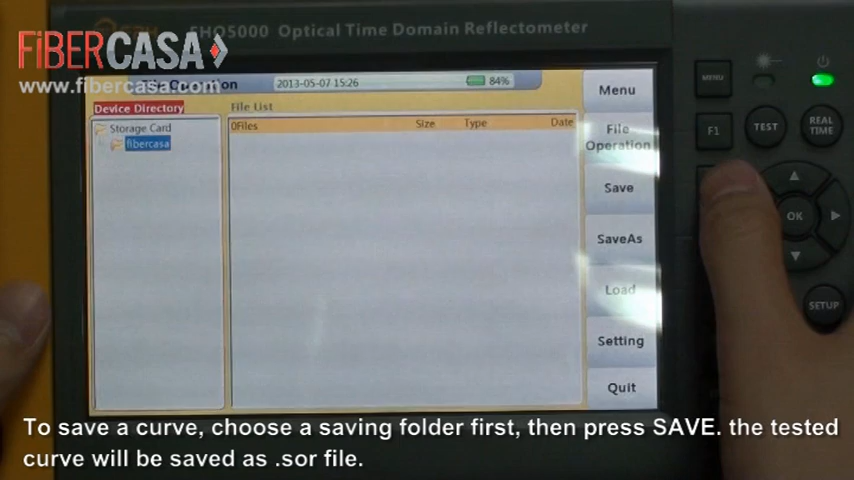 FHO5000 Optical Time Domain Reflectometer
FiBERCASA
www.fibercasa.com
2013-05-07 15:26
84%
Menu
Device Directory
File List
Storage Card
fibercasa
0Files
Size
Type
Date
File
Operation
Save
SaveAs
Load
Setting
Quit
MENU
F1
TEST
REAL
TIME
OK
SETUP
To save a curve, choose a saving folder first, then press SAVE. the tested
curve will be saved as .sor file.